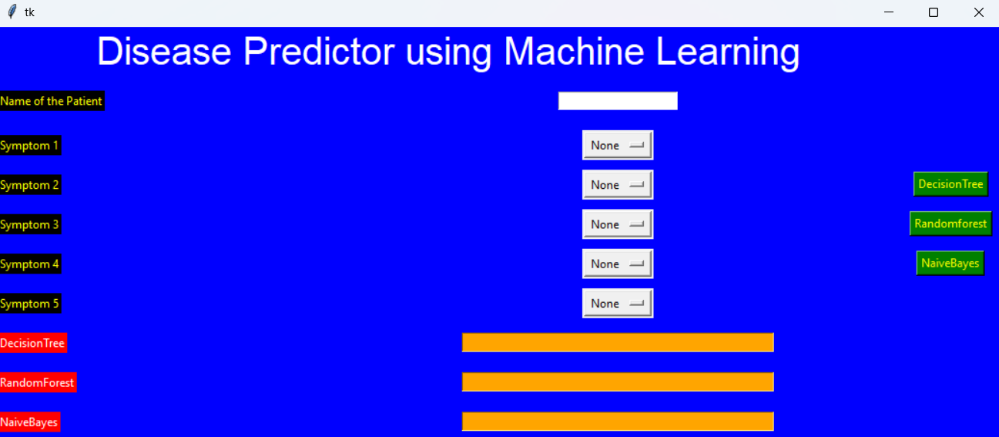 tk
Disease Predictor using Machine Learning
Name of the Patient
Symptom 1 None
Symptom 2 None DecisionTree
Symptom 3 None Randomforest
Symptom 4 None NaiveBayes
Symptom 5 None
DecisionTree
RandomForest
NaiveBayes